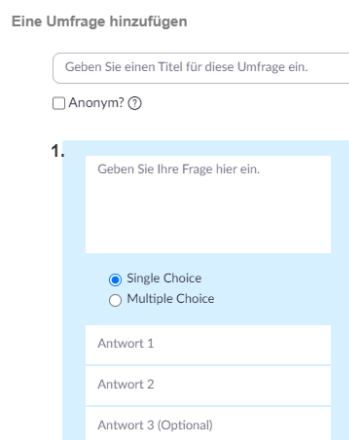 Eine Umfrage hinzufügen
Geben Sie einen Titel für diese Umfrage ein.
Anonym? ?
1.
Geben Sie Ihre Frage hier ein.
Single Choice
Multiple Choice
Antwort 1
Antwort 2
Antwort 3 (Optional)